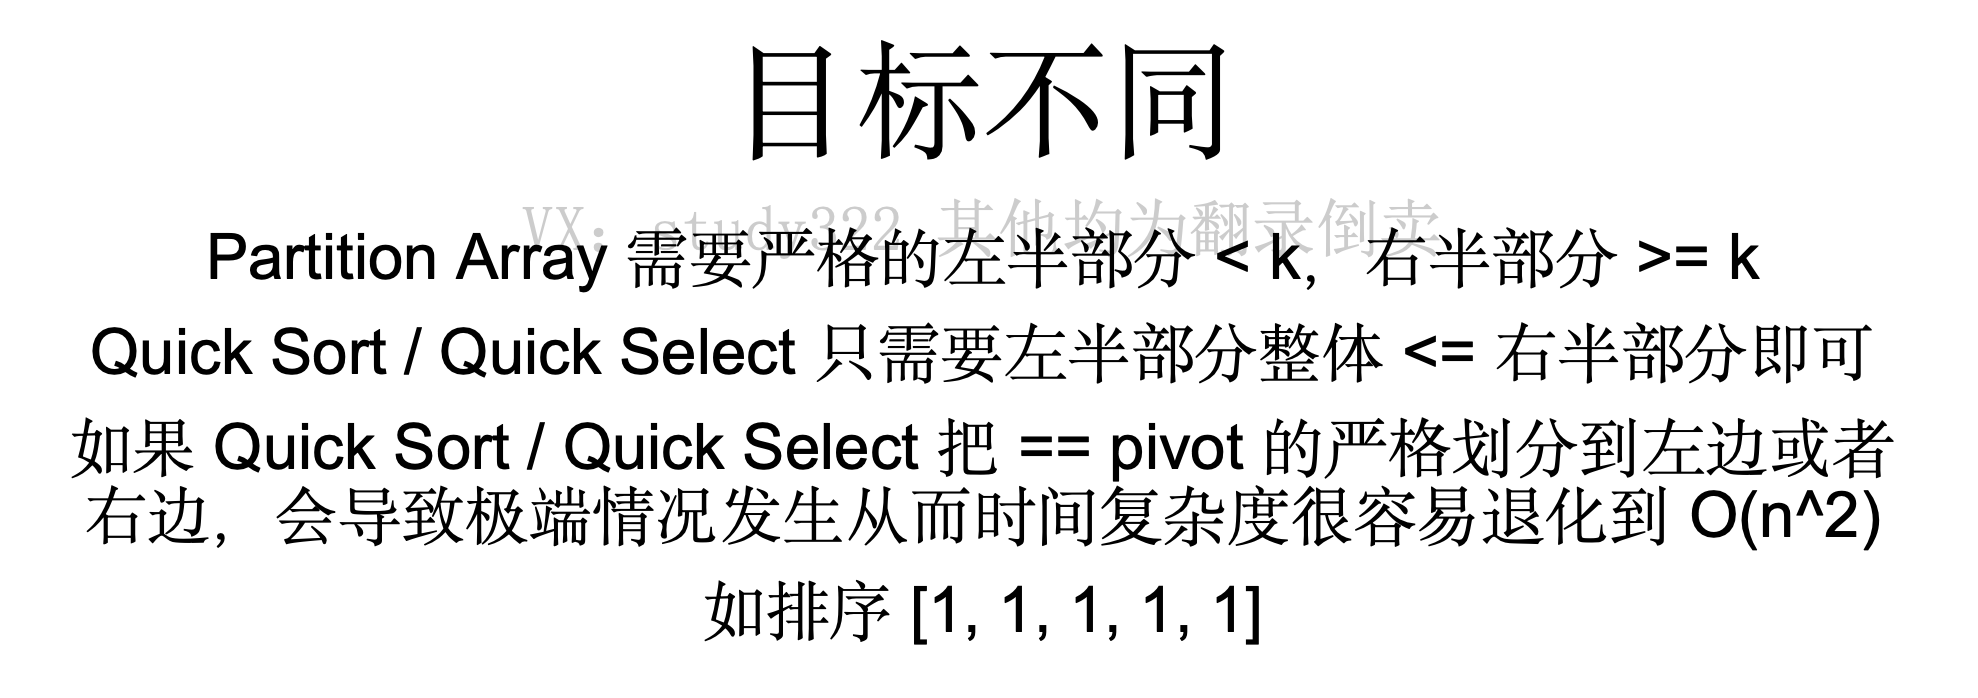 目标不同
VX：study322 其他均为翻录倒卖
Partition Array 需要严格的左半部分 < k，右半部分 >= k
Quick Sort / Quick Select 只需要左半部分整体 <= 右半部分即可
如果 Quick Sort / Quick Select 把 == pivot 的严格划分到左边或者
右边，会导致极端情况发生从而时间复杂度很容易退化到 O(n^2)
如排序 [1, 1, 1, 1, 1]